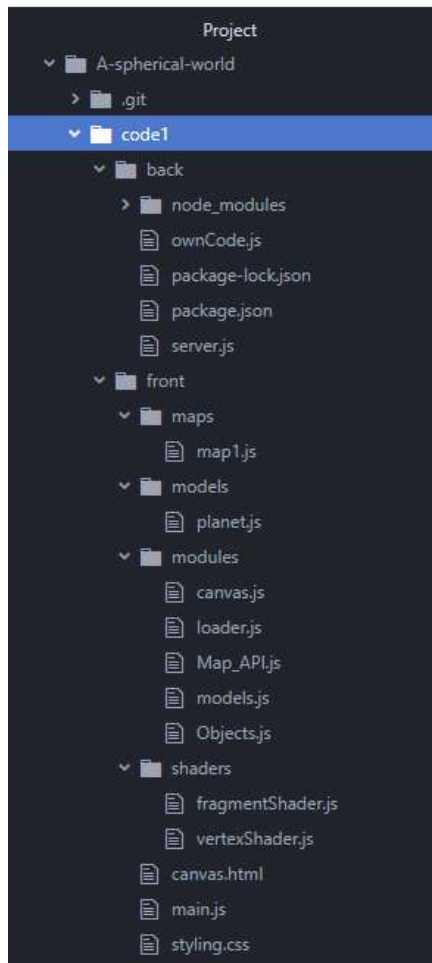 Project
A-spherical-world
.git
code1
back
node_modules
ownCode.js
package-lock.json
package.json
server.js
front
maps
map1.js
models
planet.js
modules
canvas.js
loader.js
Map_API.js
models.js
Objects.js
shaders
fragmentShader.js
vertexShader.js
canvas.html
main.js
styling.css